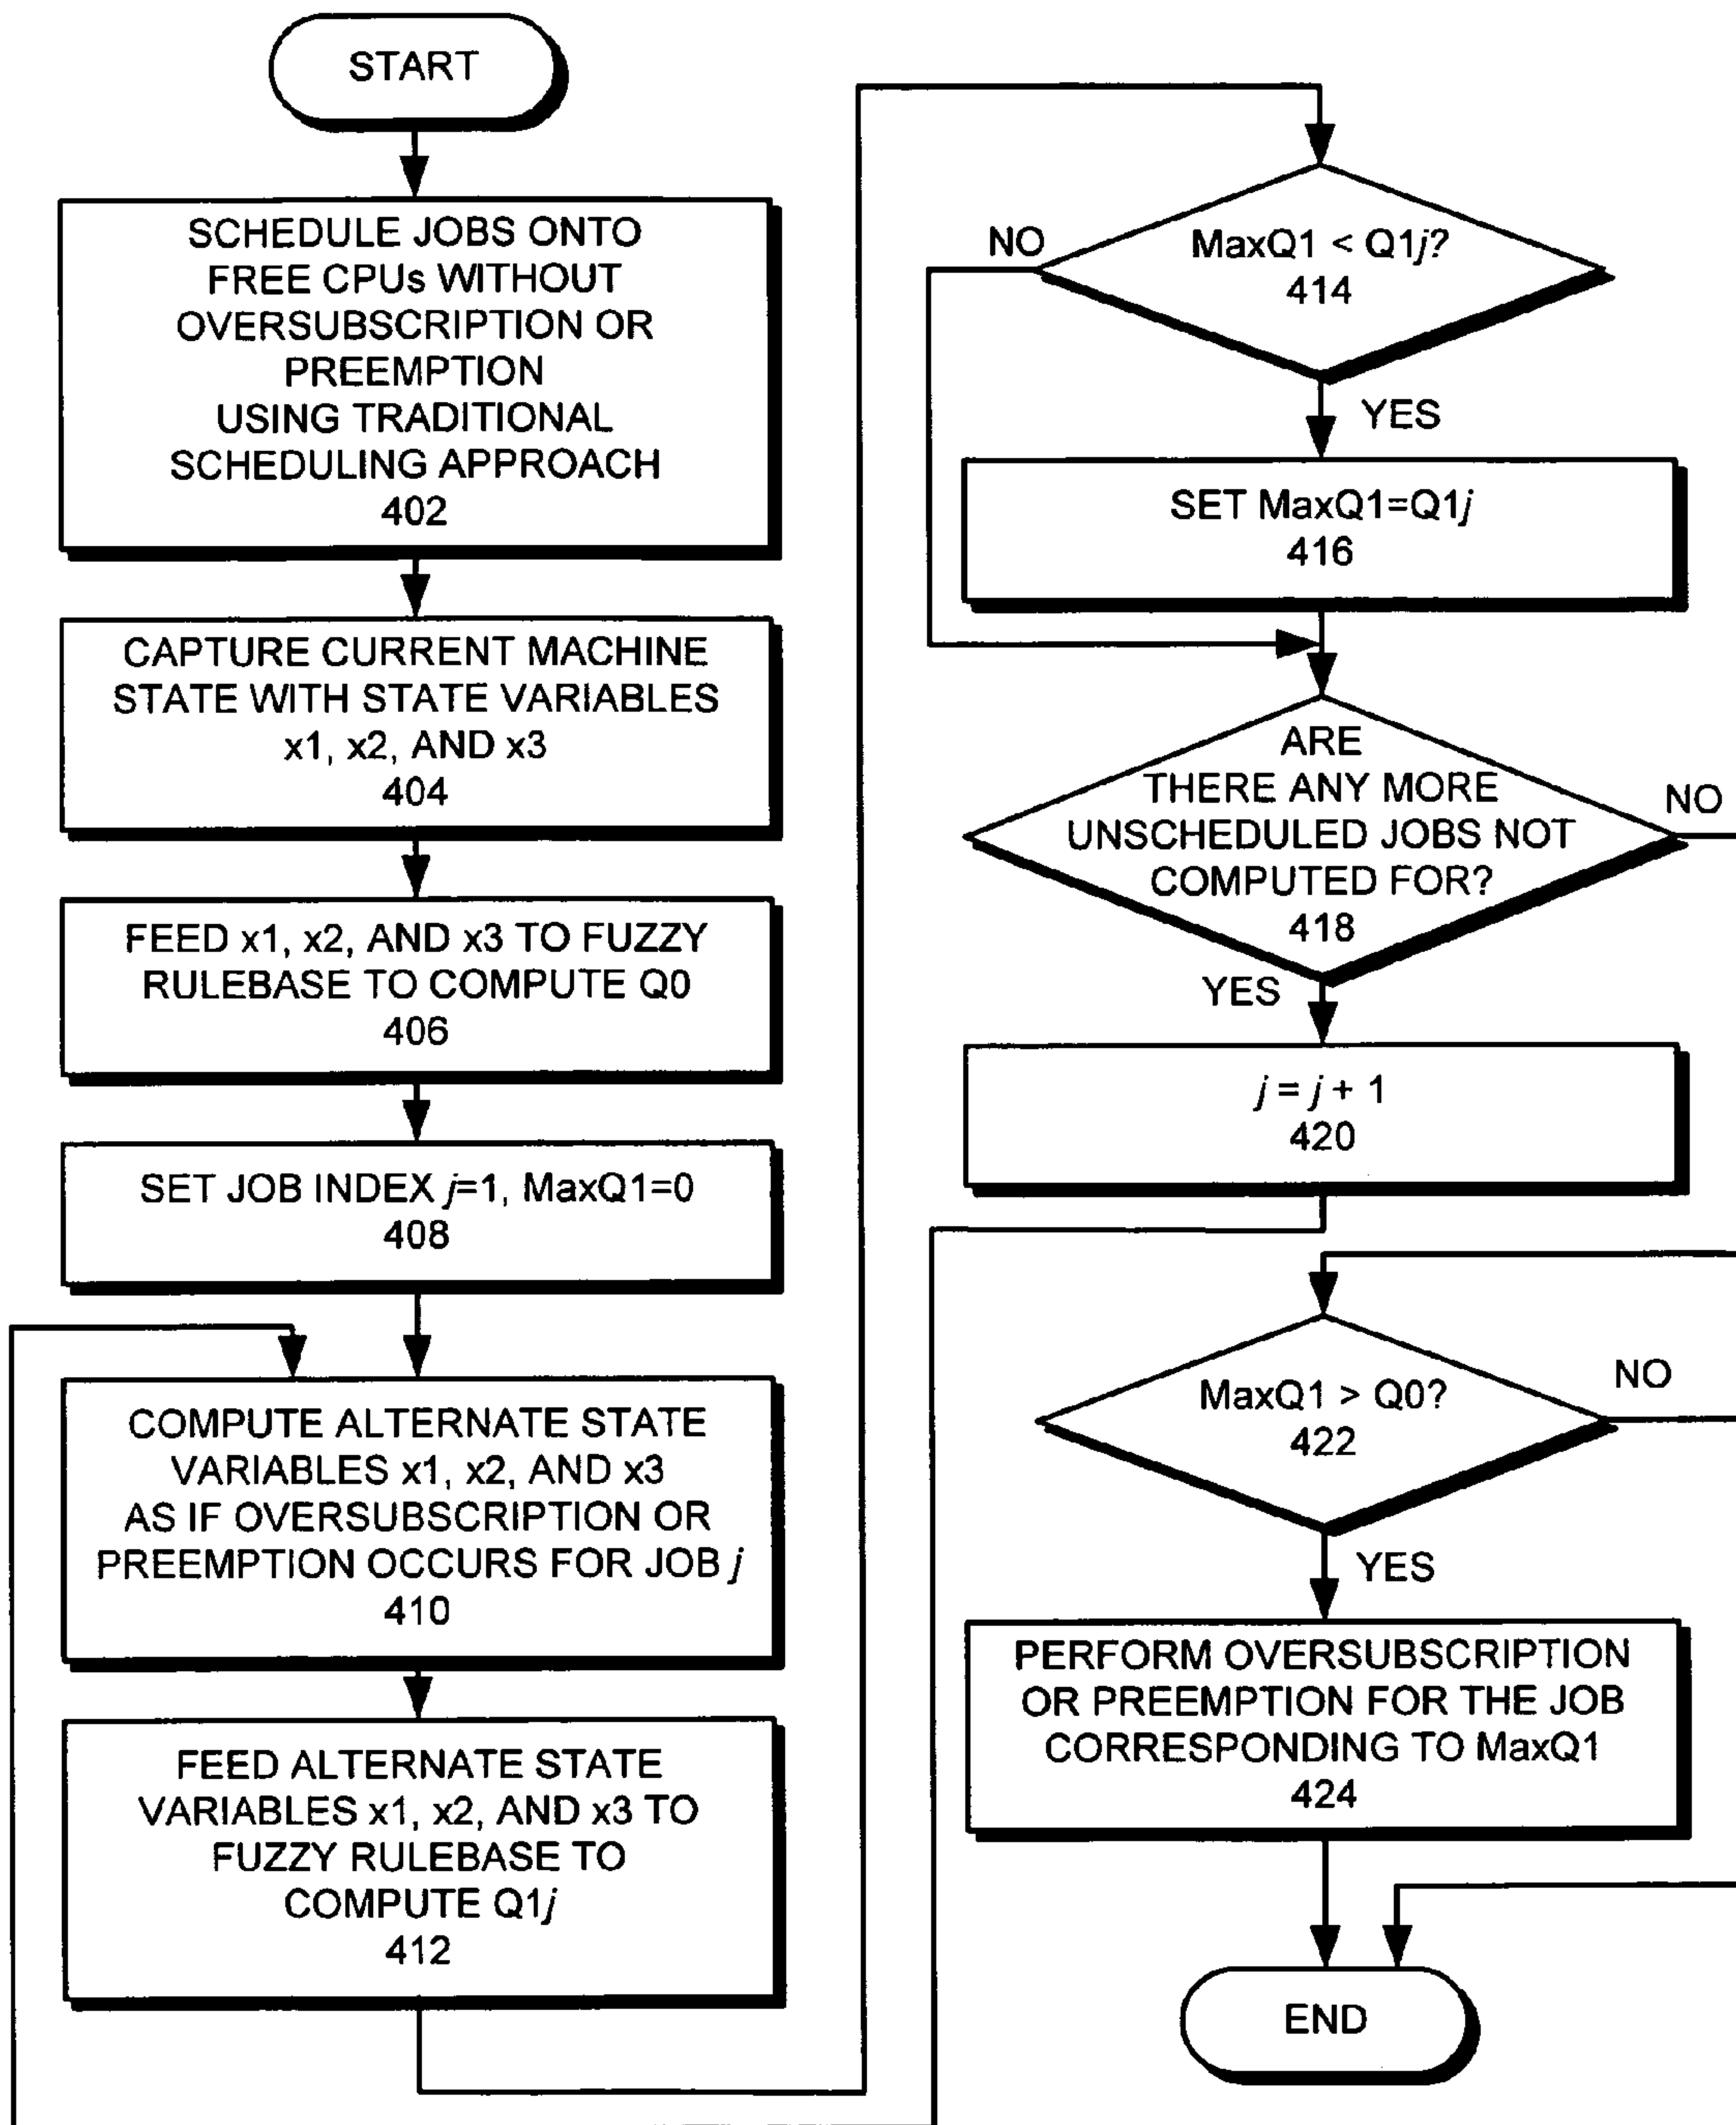 START
SCHEDULE JOBS ONTO
FREE CPUs WITHOUT
OVERSUBSCRIPTION OR
PREEMPTION
USING TRADITIONAL
SCHEDULING APPROACH
402
CAPTURE CURRENT MACHINE
STATE WITH STATE VARIABLES
x1, x2, AND x3
404
FEED x1, x2, AND x3 TO FUZZY
RULEBASE TO COMPUTE Q0
406
SET JOB INDEX j=1, MaxQ1=0
408
COMPUTE ALTERNATE STATE
VARIABLES x1, x2, AND x3
AS IF OVERSUBSCRIPTION OR
PREEMPTION OCCURS FOR JOB j
410
FEED ALTERNATE STATE
VARIABLES x1, x2, AND x3 TO
FUZZY RULEBASE TO
COMPUTE Q1j
412
NO
MaxQ1 < Q1j?
414
YES
SET MaxQ1=Q1j
416
ARE
THERE ANY MORE
UNSCHEDULED JOBS NOT
COMPUTED FOR?
418
NO
YES
j = j + 1
420
MaxQ1 > Q0?
422
NO
YES
PERFORM OVERSUBSCRIPTION
OR PREEMPTION FOR THE JOB
CORRESPONDING TO MaxQ1
424
END